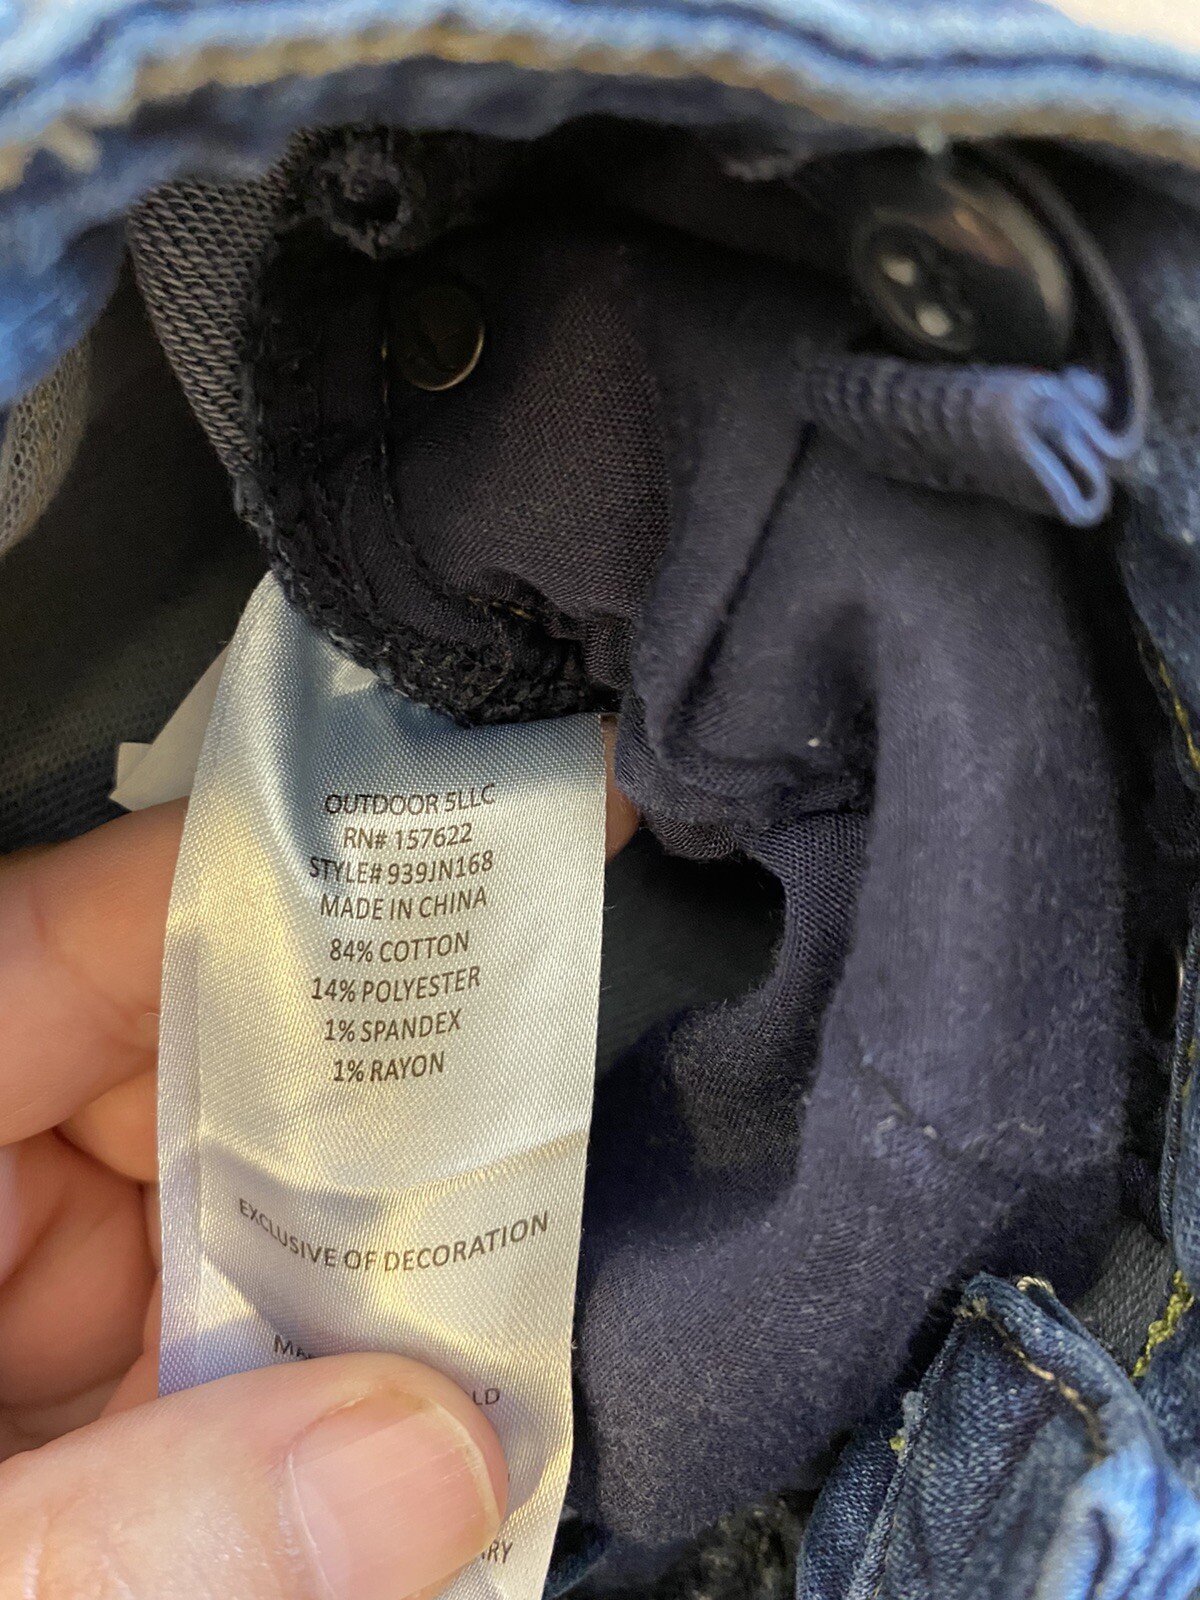 OUTDOOR 5LLC
RN# 157622
STYLE# 939JN168
MADE IN CHINA
84% COTTON
14% POLYESTER
1% SPANDEX
1% RAYON
EXCLUSIVE OF DECORATION